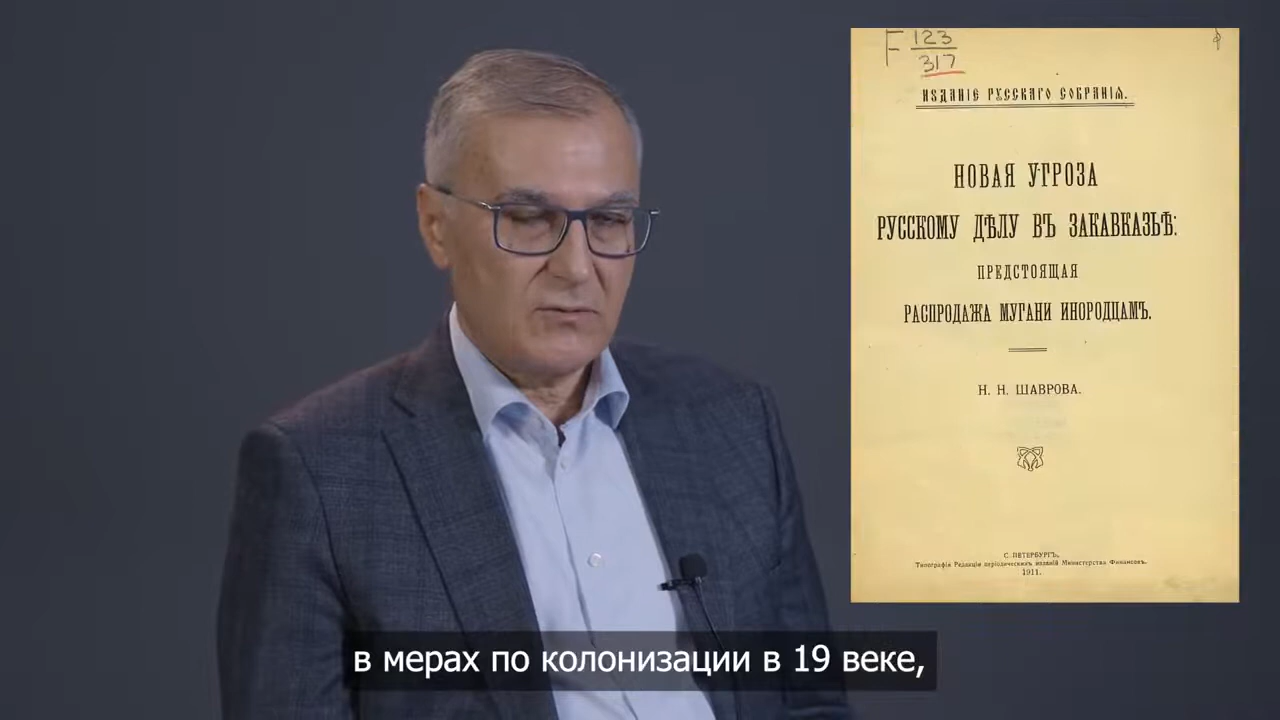 F 123
317
ИЗДАНІЕ РУССКАГО СОБРАНІЯ.
НОВАЯ УГРОЗА
РУССКОМУ ДѢЛУ ВЪ ЗАКАВКАЗЬѢ:
ПРЕДСТОЯЩАЯ
РАСПРОДАЖА МУГАНИ ИНОРОДЦАМЪ.
Н. Н. ШАВРОВА.
С. ПЕТЕРБУРГЪ,
Типографія Редакціи періодическихъ изданій Министерства Финансовъ.
1911.
в мерах по колонизации в 19 веке,